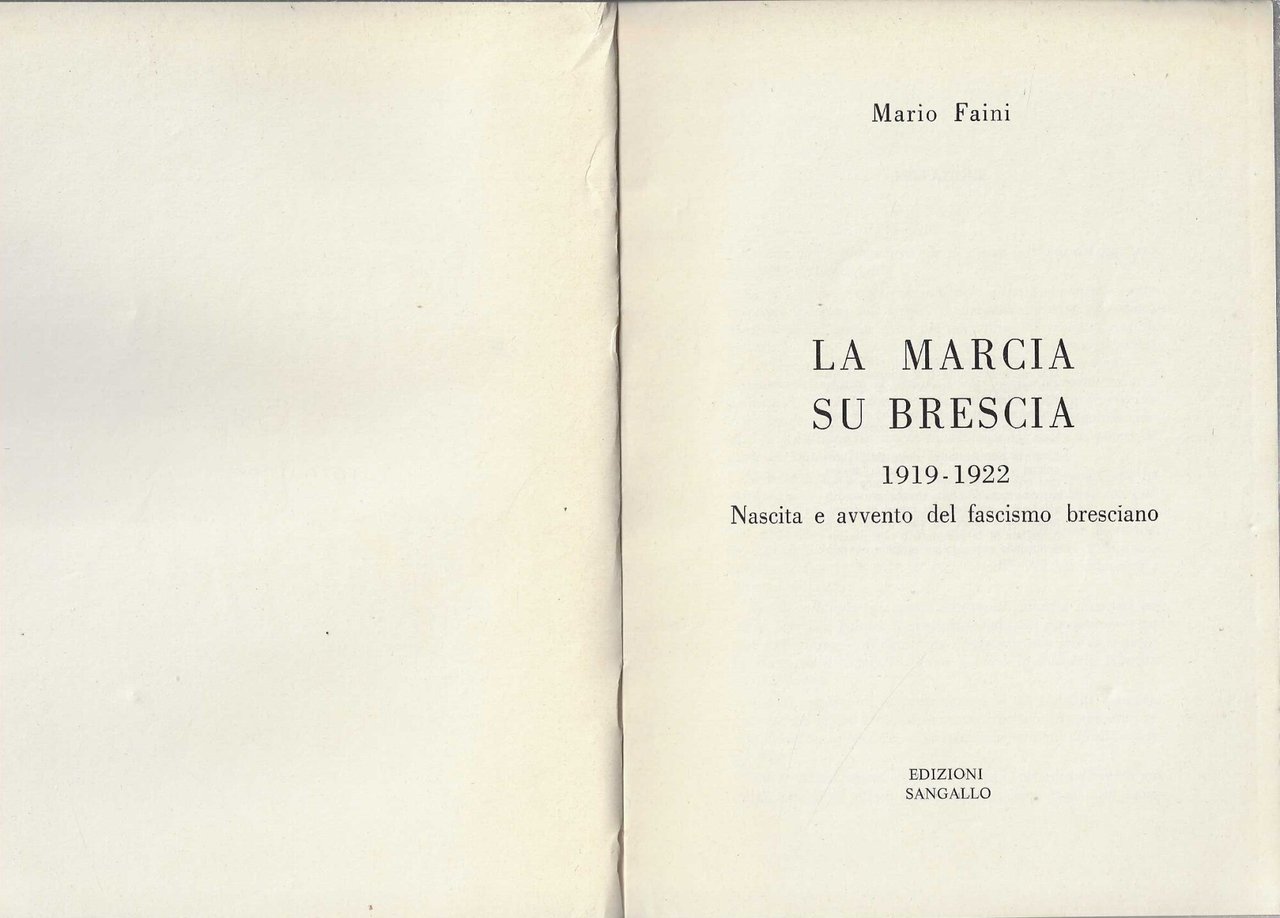 Mario Faini
LA MARCIA
SU BRESCIA
1919-1922
Nascita e avvento del fascismo bresciano
EDIZIONI
SANGALLO